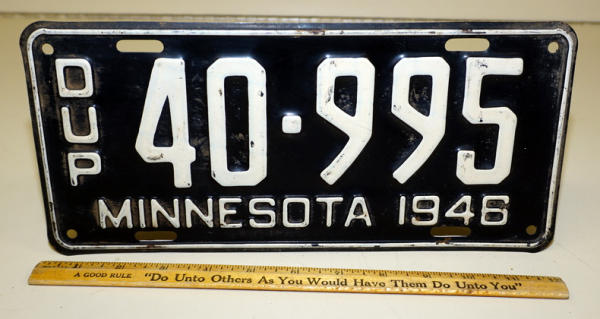 DUP
40·995
MINNESOTA 1946
A GOOD RULE "Do Unto Others As You Would Have Them Do Unto You"